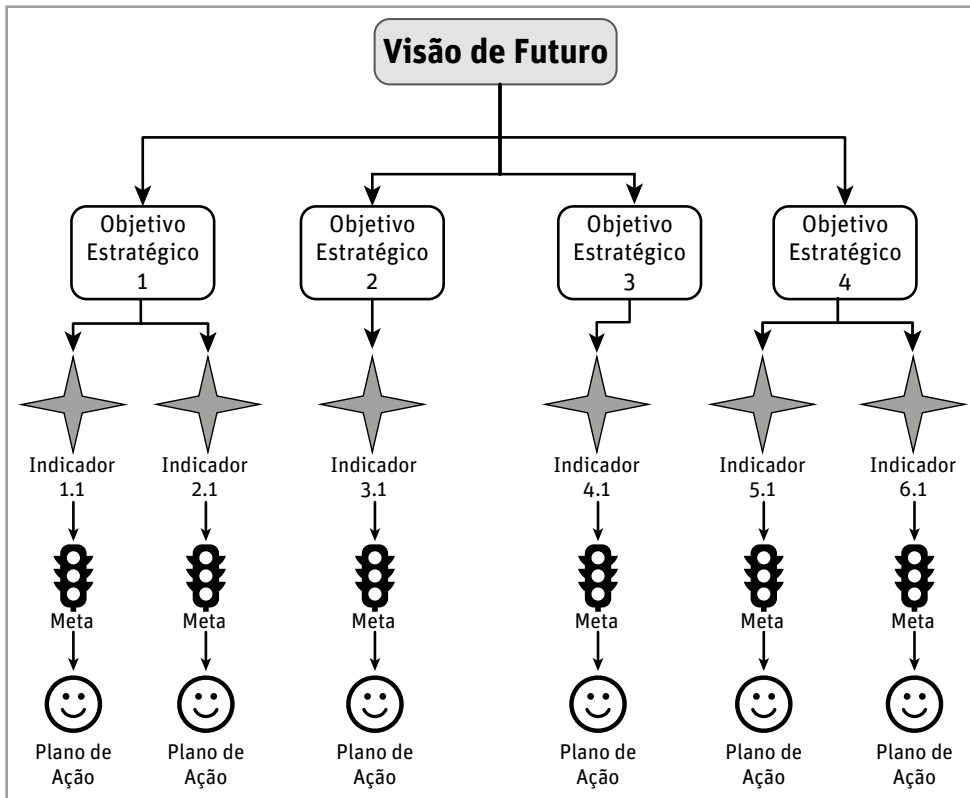 Visão de Futuro
Objetivo
Estratégico
1
Objetivo
Estratégico
2
Objetivo
Estratégico
3
Objetivo
Estratégico
4
Indicador
1.1
Indicador
2.1
Indicador
3.1
Indicador
4.1
Indicador
5.1
Indicador
6.1
Meta
Meta
Meta
Meta
Meta
Meta
Plano de
Ação
Plano de
Ação
Plano de
Ação
Plano de
Ação
Plano de
Ação
Plano de
Ação